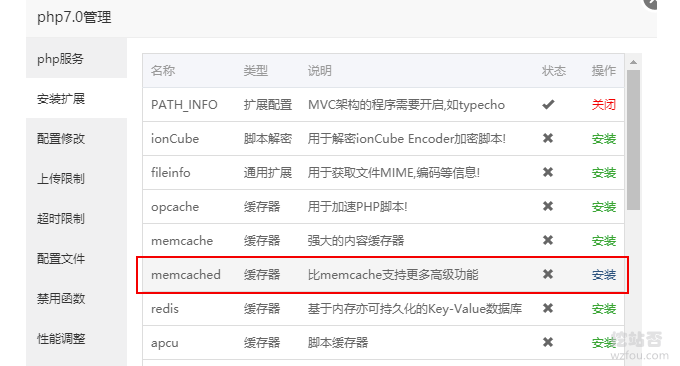 php7.0管理
php服务
安装扩展
配置修改
上传限制
超时限制
配置文件
禁用函数
性能调整
名称 类型 说明 状态 操作
PATH_INFO 扩展配置 MVC架构的程序需要开启,如typecho 关闭
ionCube 脚本解密 用于解密ionCube Encoder加密脚本! 安装
fileinfo 通用扩展 用于获取文件MIME,编码等信息! 安装
opcache 缓存器 用于加速PHP脚本! 安装
memcache 缓存器 强大的内容缓存器 安装
memcached 缓存器 比memcache支持更多高级功能 安装
redis 缓存器 基于内存亦可持久化的Key-Value数据库 安装
apcu 缓存器 脚本缓存器 安装
挖站否
wzfou.com